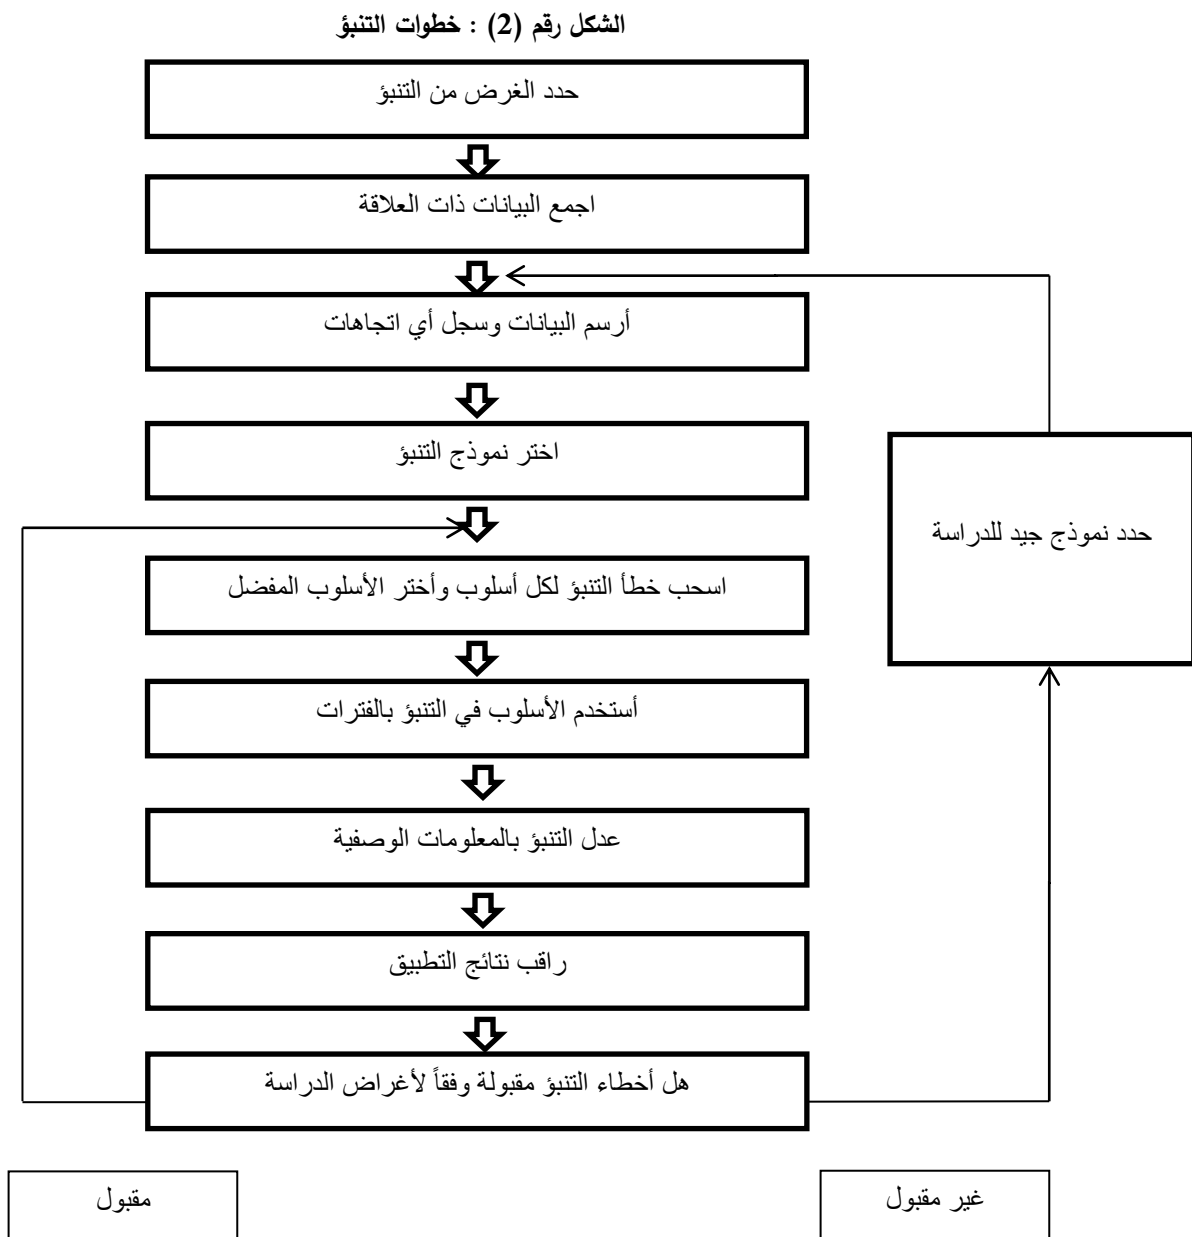 الشكل رقم (2) : خطوات التنبؤ
حدد الغرض من التنبؤ
اجمع البيانات ذات العلاقة
أرسم البيانات وسجل أي اتجاهات
اختر نموذج التنبؤ
حدد نموذج جيد للدراسة
اسحب خطأ التنبؤ لكل أسلوب وأختر الأسلوب المفضل
أستخدم الأسلوب في التنبؤ بالفترات
عدل التنبؤ بالمعلومات الوصفية
راقب نتائج التطبيق
هل أخطاء التنبؤ مقبولة وفقاً لأغراض الدراسة
غير مقبول
مقبول